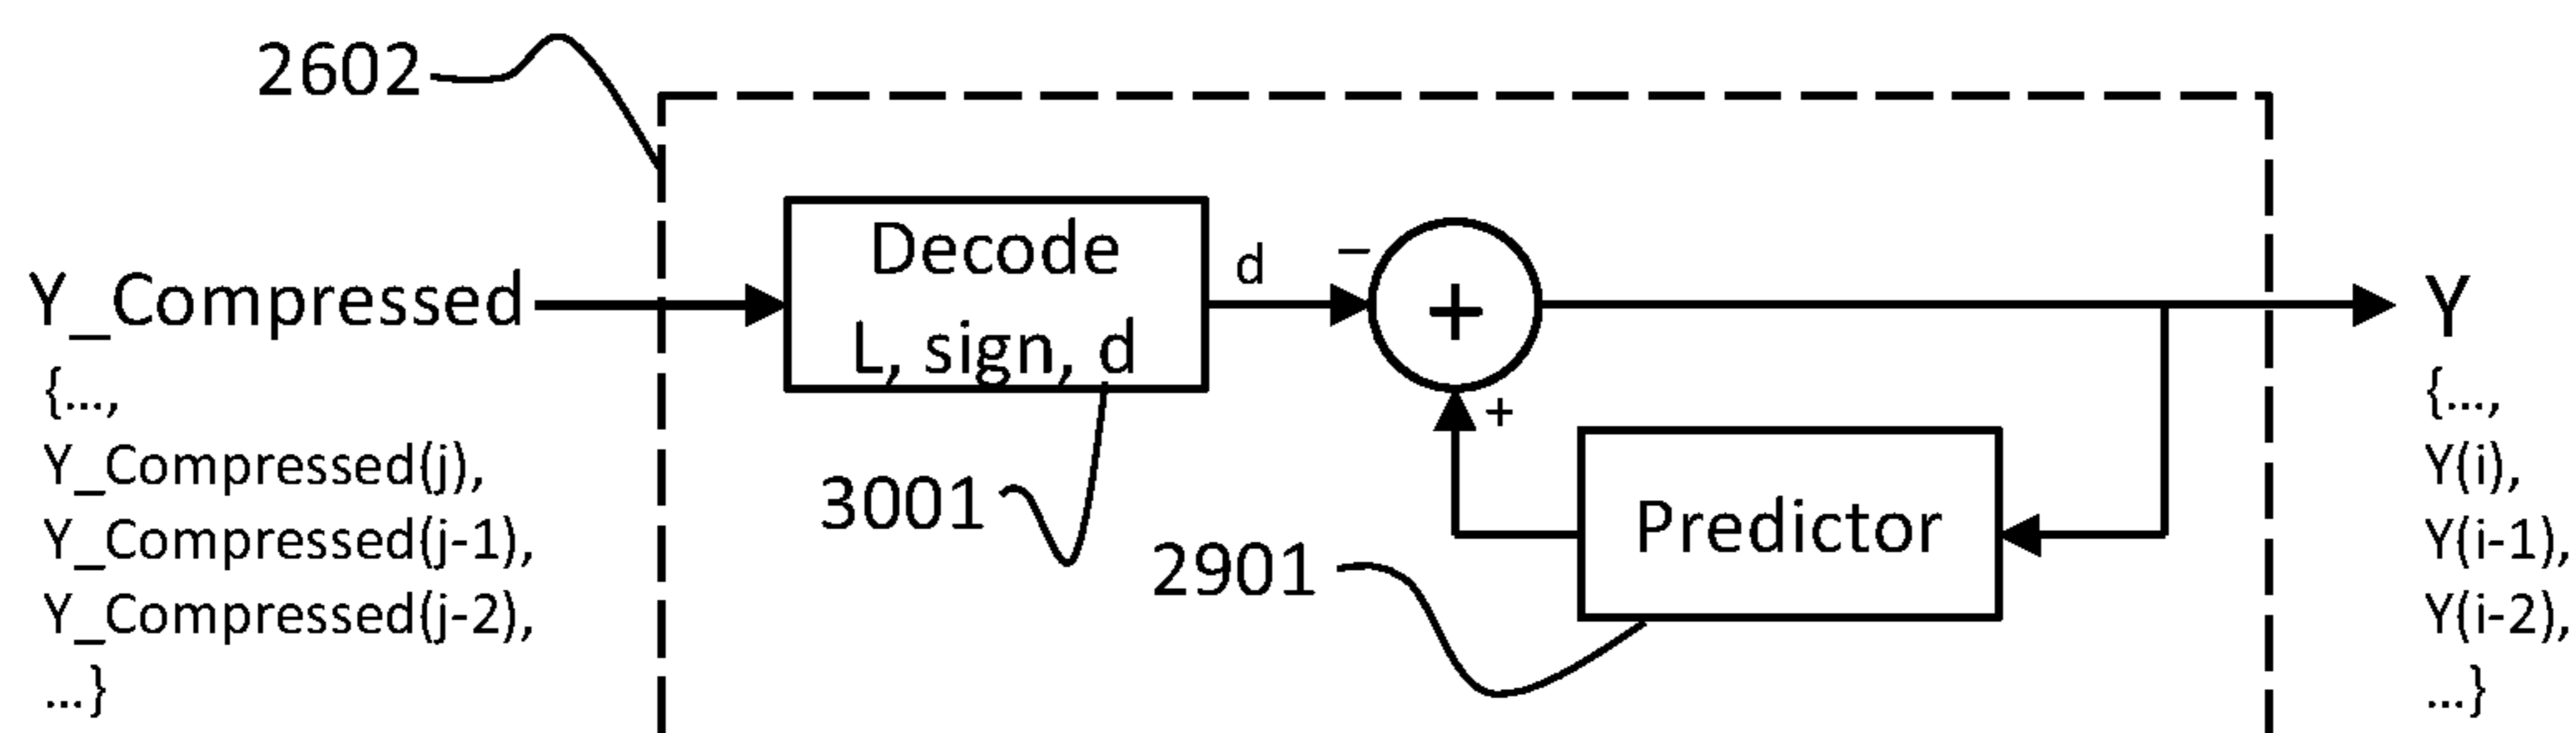 2602
Decode
L, sign, d
d
−
+
Y_Compressed
Y
{...,
Y_Compressed(j),
Y_Compressed(j-1),
Y_Compressed(j-2),
...}
+
3001
Predictor
2901
{...,
Y(i),
Y(i-1),
Y(i-2),
...}